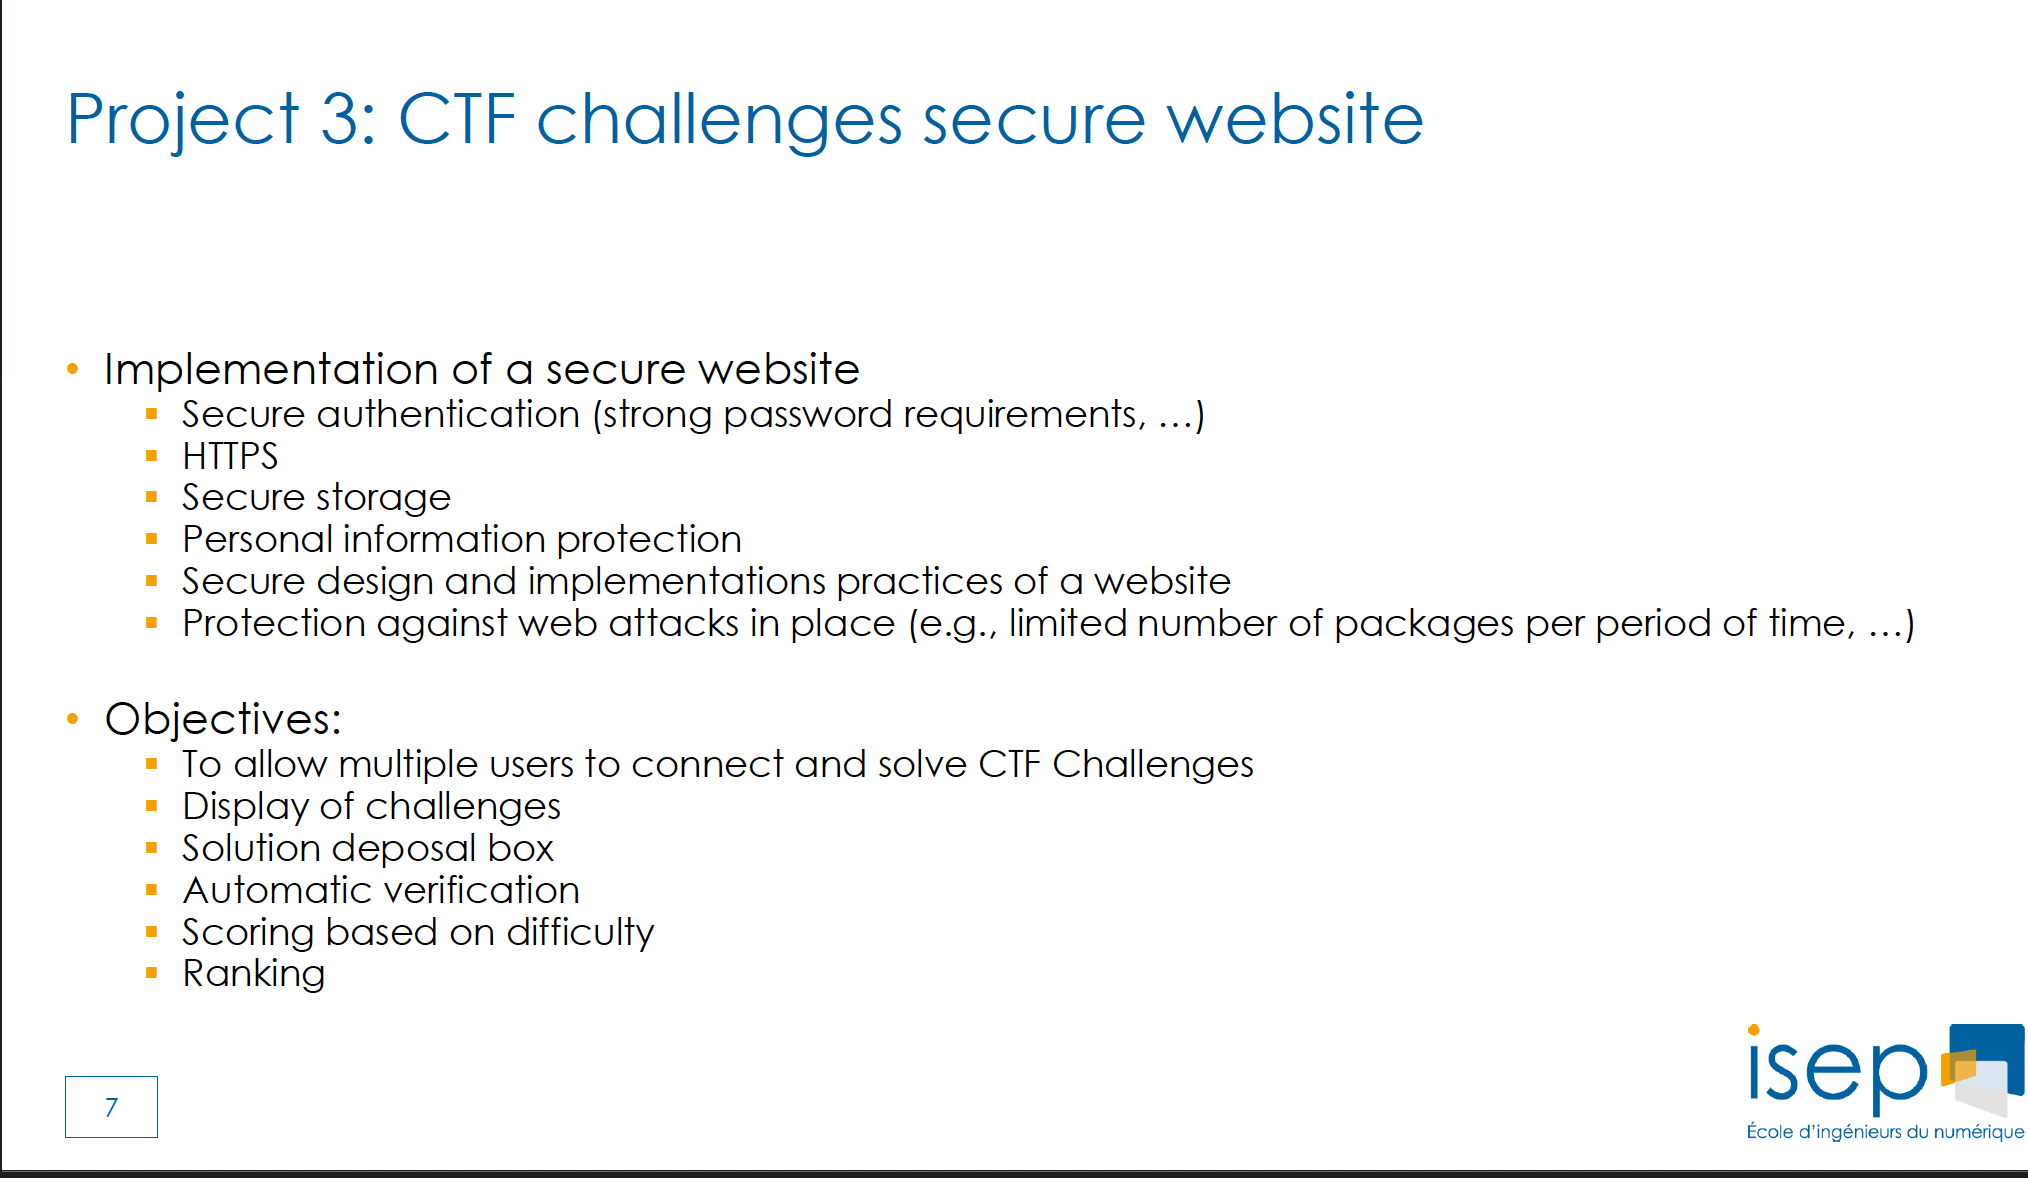 Project 3: CTF challenges secure website
• Implementation of a secure website
▪ Secure authentication (strong password requirements, …)
▪ HTTPS
▪ Secure storage
▪ Personal information protection
▪ Secure design and implementations practices of a website
▪ Protection against web attacks in place (e.g., limited number of packages per period of time, …)
• Objectives:
▪ To allow multiple users to connect and solve CTF Challenges
▪ Display of challenges
▪ Solution deposal box
▪ Automatic verification
▪ Scoring based on difficulty
▪ Ranking
7
isep
École d'ingénieurs du numérique